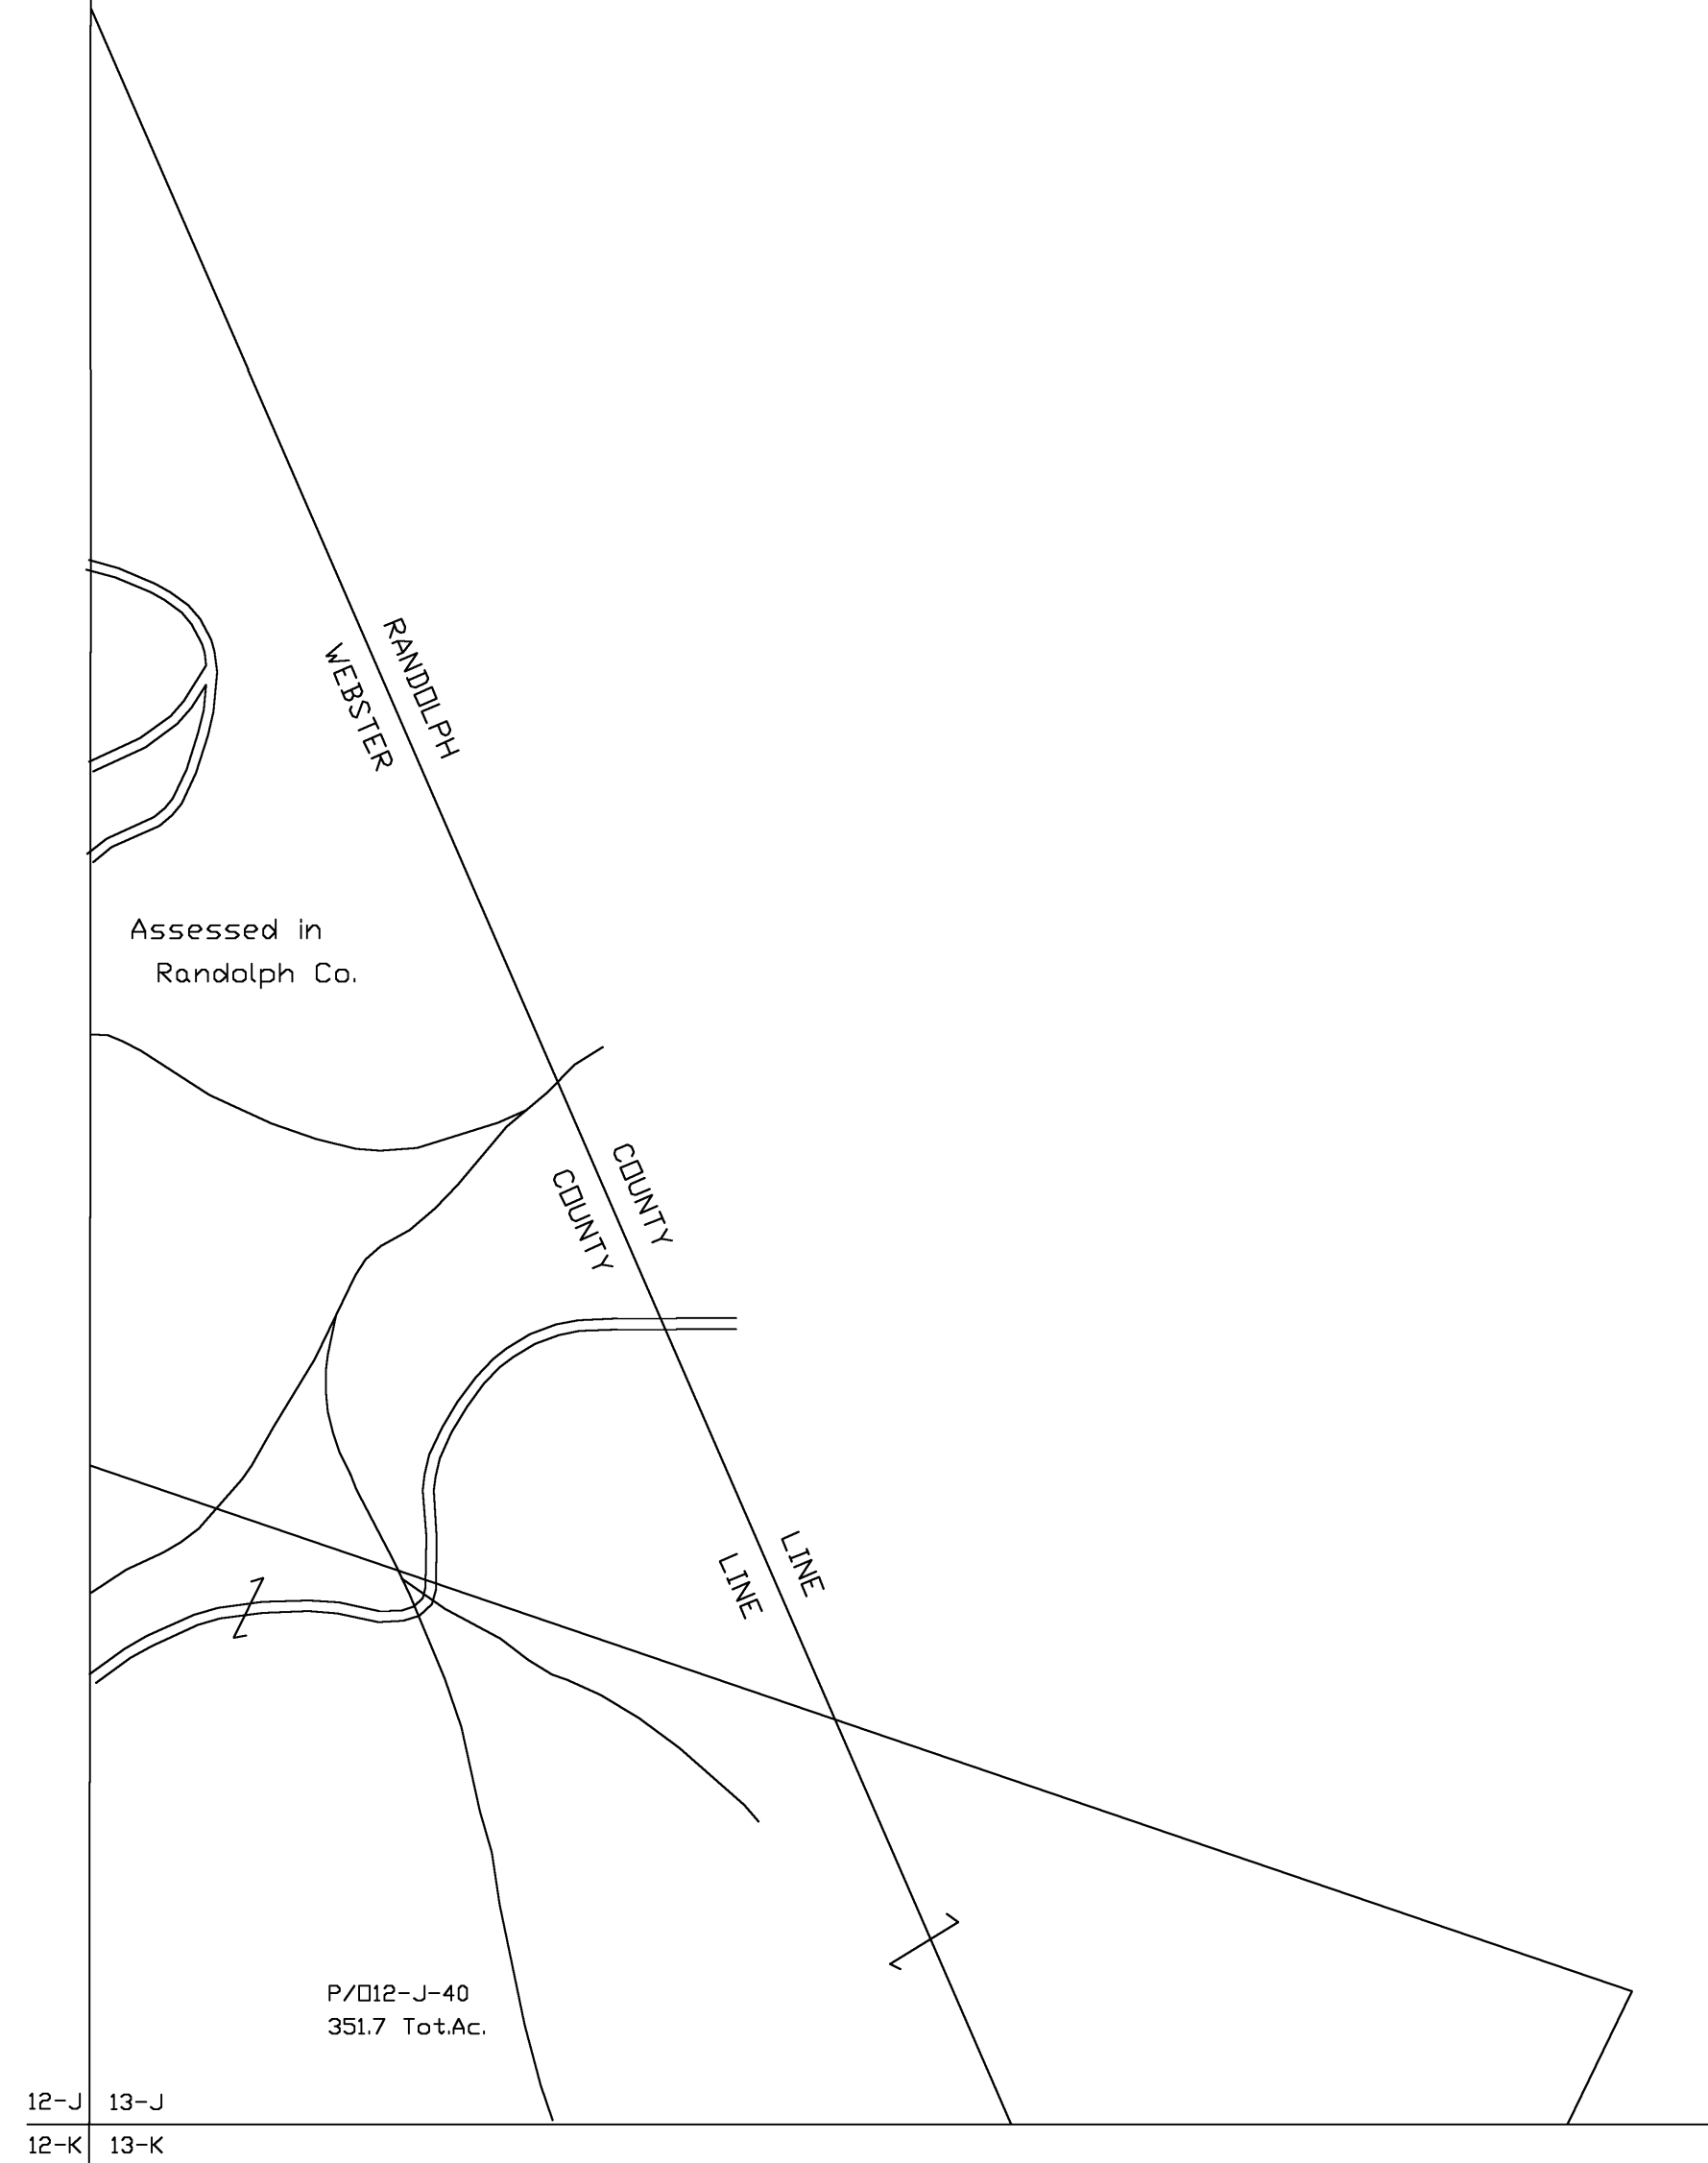 RANDOLPH
WEBSTER
Assessed in
Randolph Co.
COUNTY
COUNTY
LINE
LINE
P/O12-J-40
351.7 Tot.Ac.
12-J 13-J
12-K 13-K